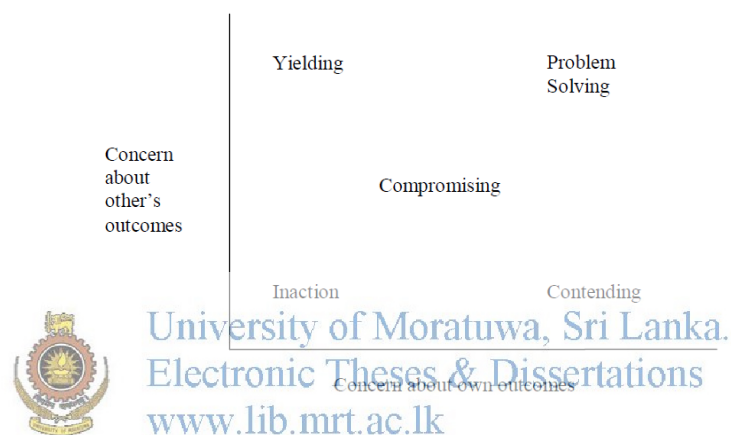 Yielding
Problem
Solving
Concern
about
other's
outcomes
Compromising
Inaction
Contending
University of Moratuwa, Sri Lanka.
Electronic Theses & Dissertations
Concern about own outcomes
www.lib.mrt.ac.lk